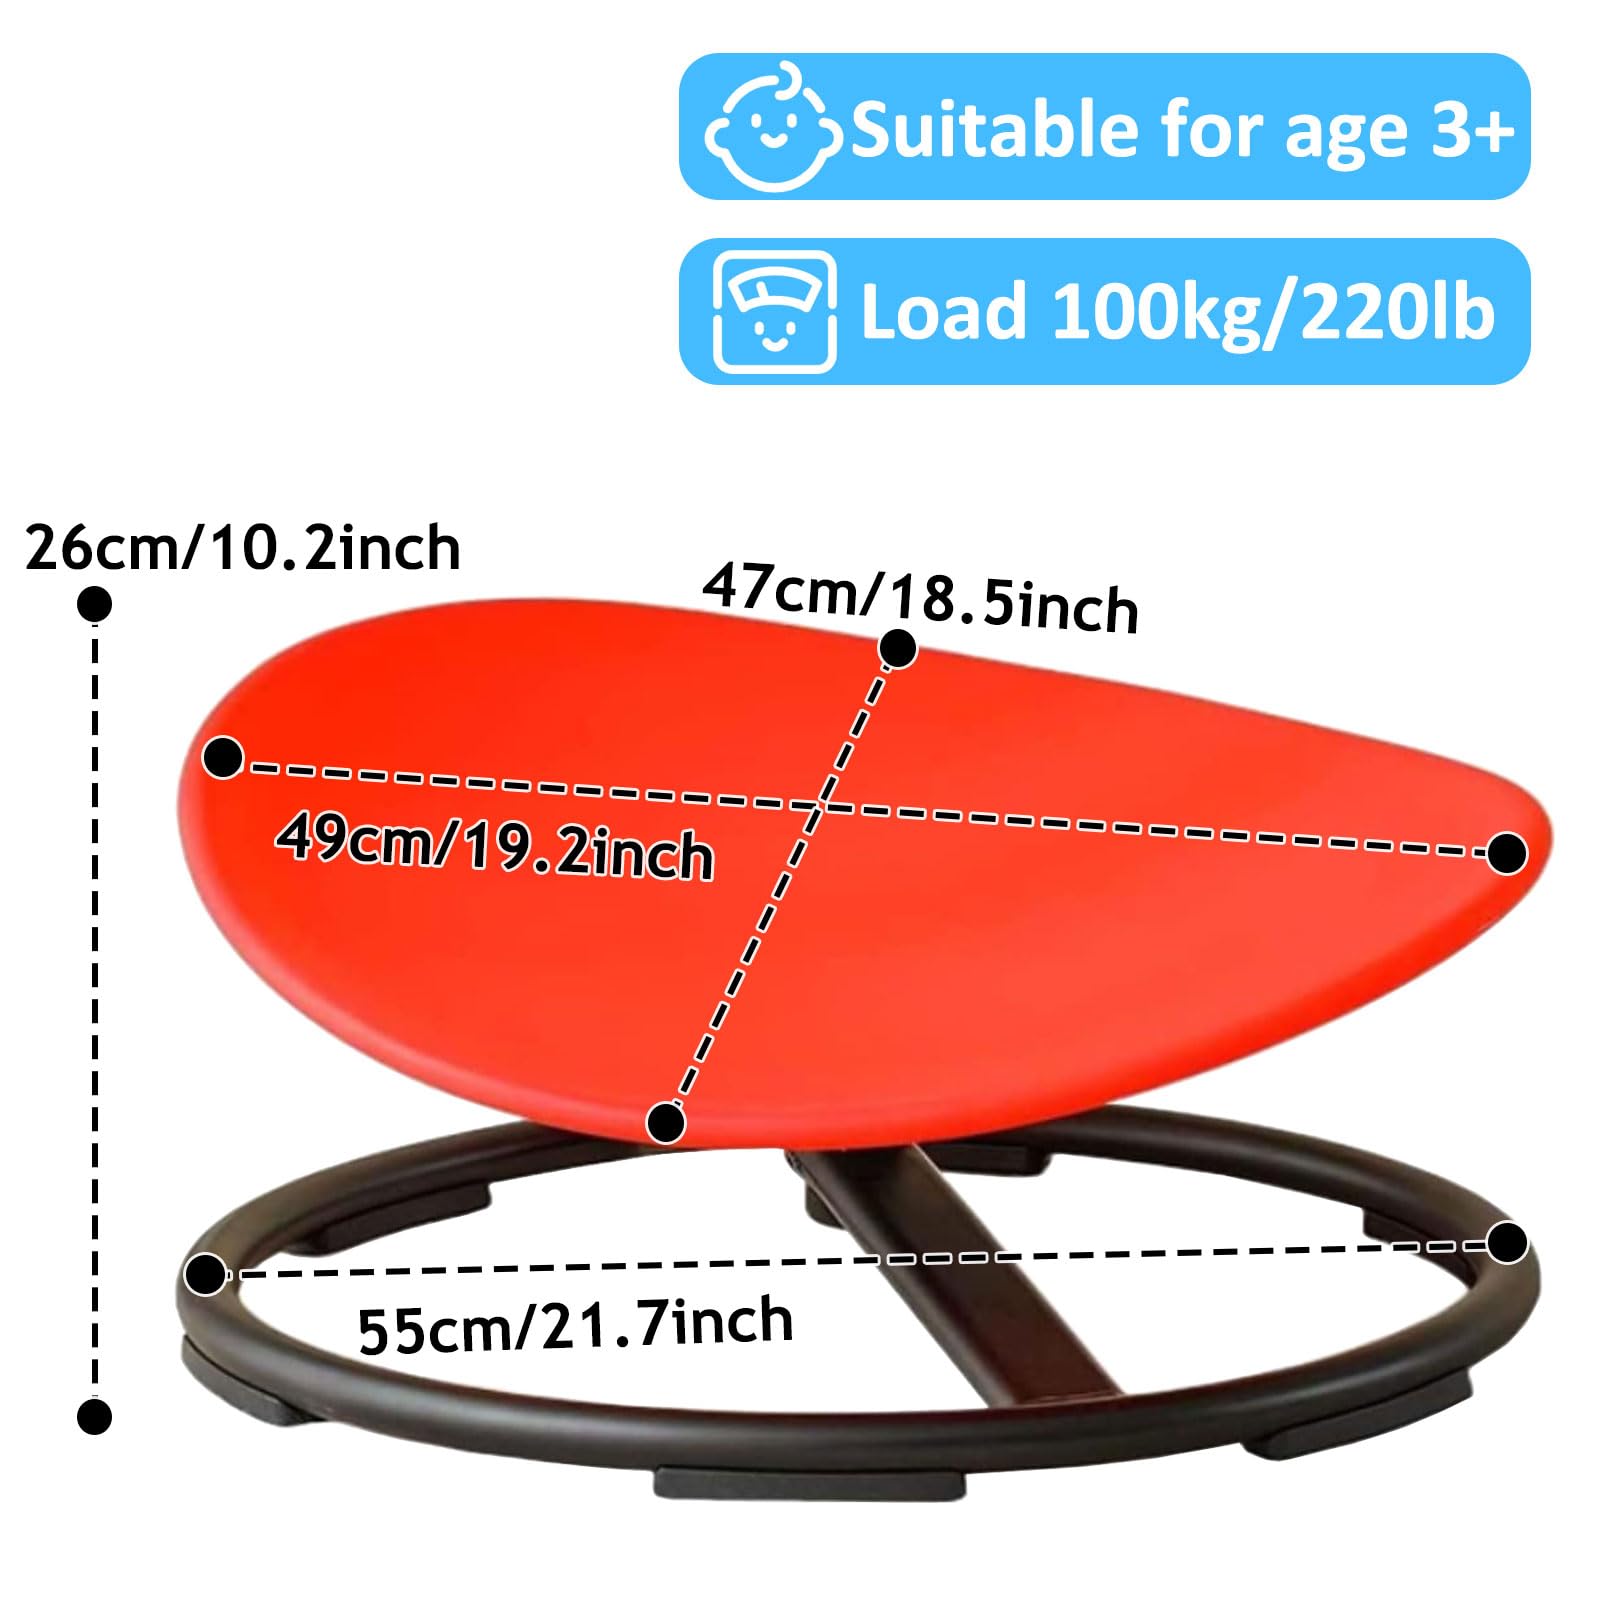 Suitable for age 3+
Load 100kg/220lb
26cm/10.2inch
47cm/18.5inch
49cm/19.2inch
55cm/21.7inch